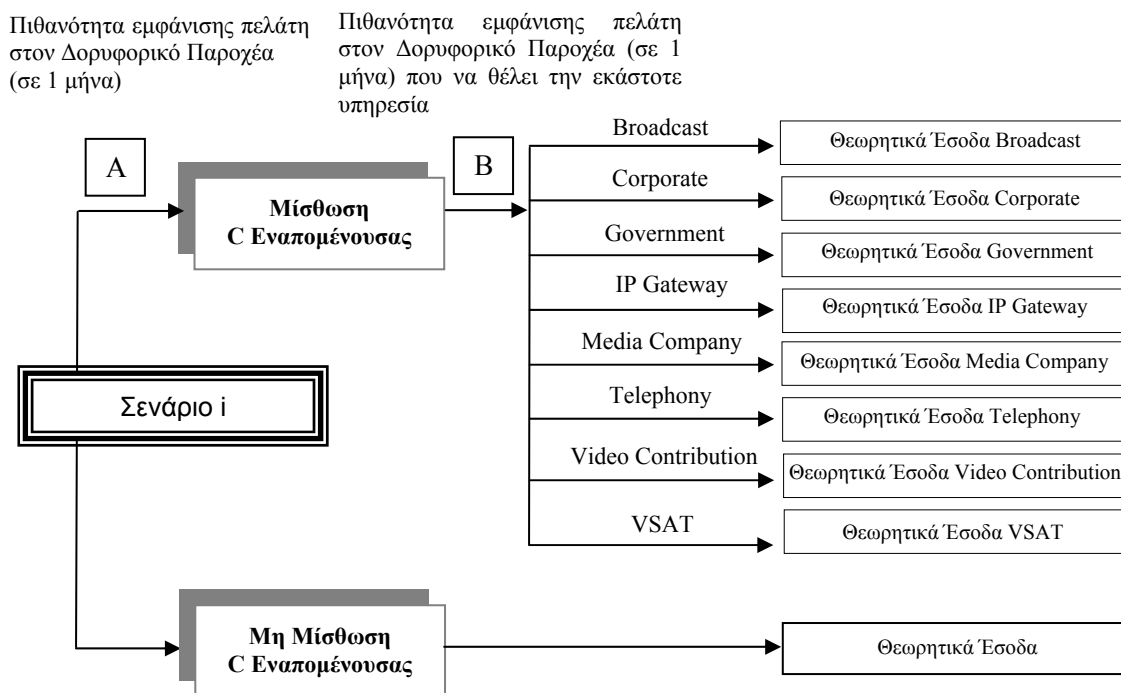 Πιθανότητα εμφάνισης πελάτη
στον Δορυφορικό Παροχέα
(σε 1 μήνα)
Πιθανότητα εμφάνισης πελάτη
στον Δορυφορικό Παροχέα (σε 1
μήνα) που να θέλει την εκάστοτε
υπηρεσία
A
Μίσθωση
C Εναπομένουσας
B
Broadcast
Θεωρητικά Έσοδα Broadcast
Corporate
Θεωρητικά Έσοδα Corporate
Government
Θεωρητικά Έσοδα Government
IP Gateway
Θεωρητικά Έσοδα IP Gateway
Media Company
Θεωρητικά Έσοδα Media Company
Telephony
Θεωρητικά Έσοδα Telephony
Video Contribution
Θεωρητικά Έσοδα Video Contribution
VSAT
Θεωρητικά Έσοδα VSAT
Σενάριο i
Μη Μίσθωση
C Εναπομένουσας
Θεωρητικά Έσοδα